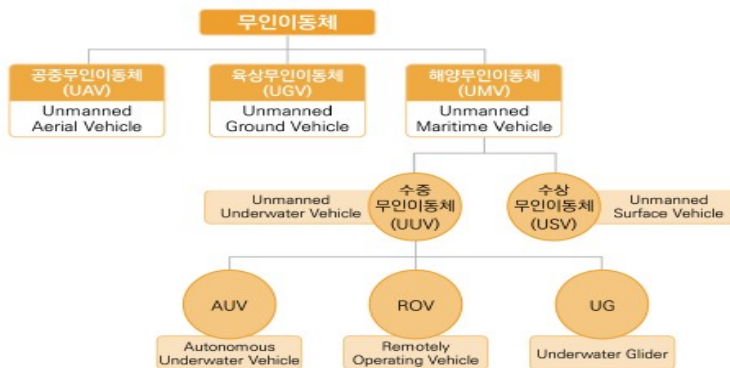 무인이동체
공중무인이동체
(UAV)
Unmanned
Aerial Vehicle
육상무인이동체
(UGV)
Unmanned
Ground Vehicle
해양무인이동체
(UMV)
Unmanned
Maritime Vehicle
Unmanned
Underwater Vehicle
수중
무인이동체
(UUV)
수상
무인이동체
(USV)
Unmanned
Surface Vehicle
AUV
Autonomous
Underwater Vehicle
ROV
Remotely
Operating Vehicle
UG
Underwater Glider